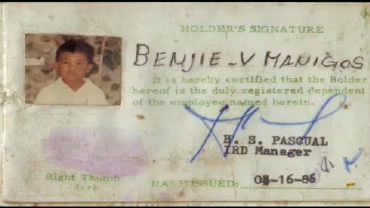 HOLDER'S SIGNATURE
BENJIE-V MANIGOS
It is hereby certified that the Holder
hereof is the duly registered dependent
of the employee named herein.
H. S. PASCUAL
IRD Manager
Right Thumb
DATE ISSUED: 04-16-86